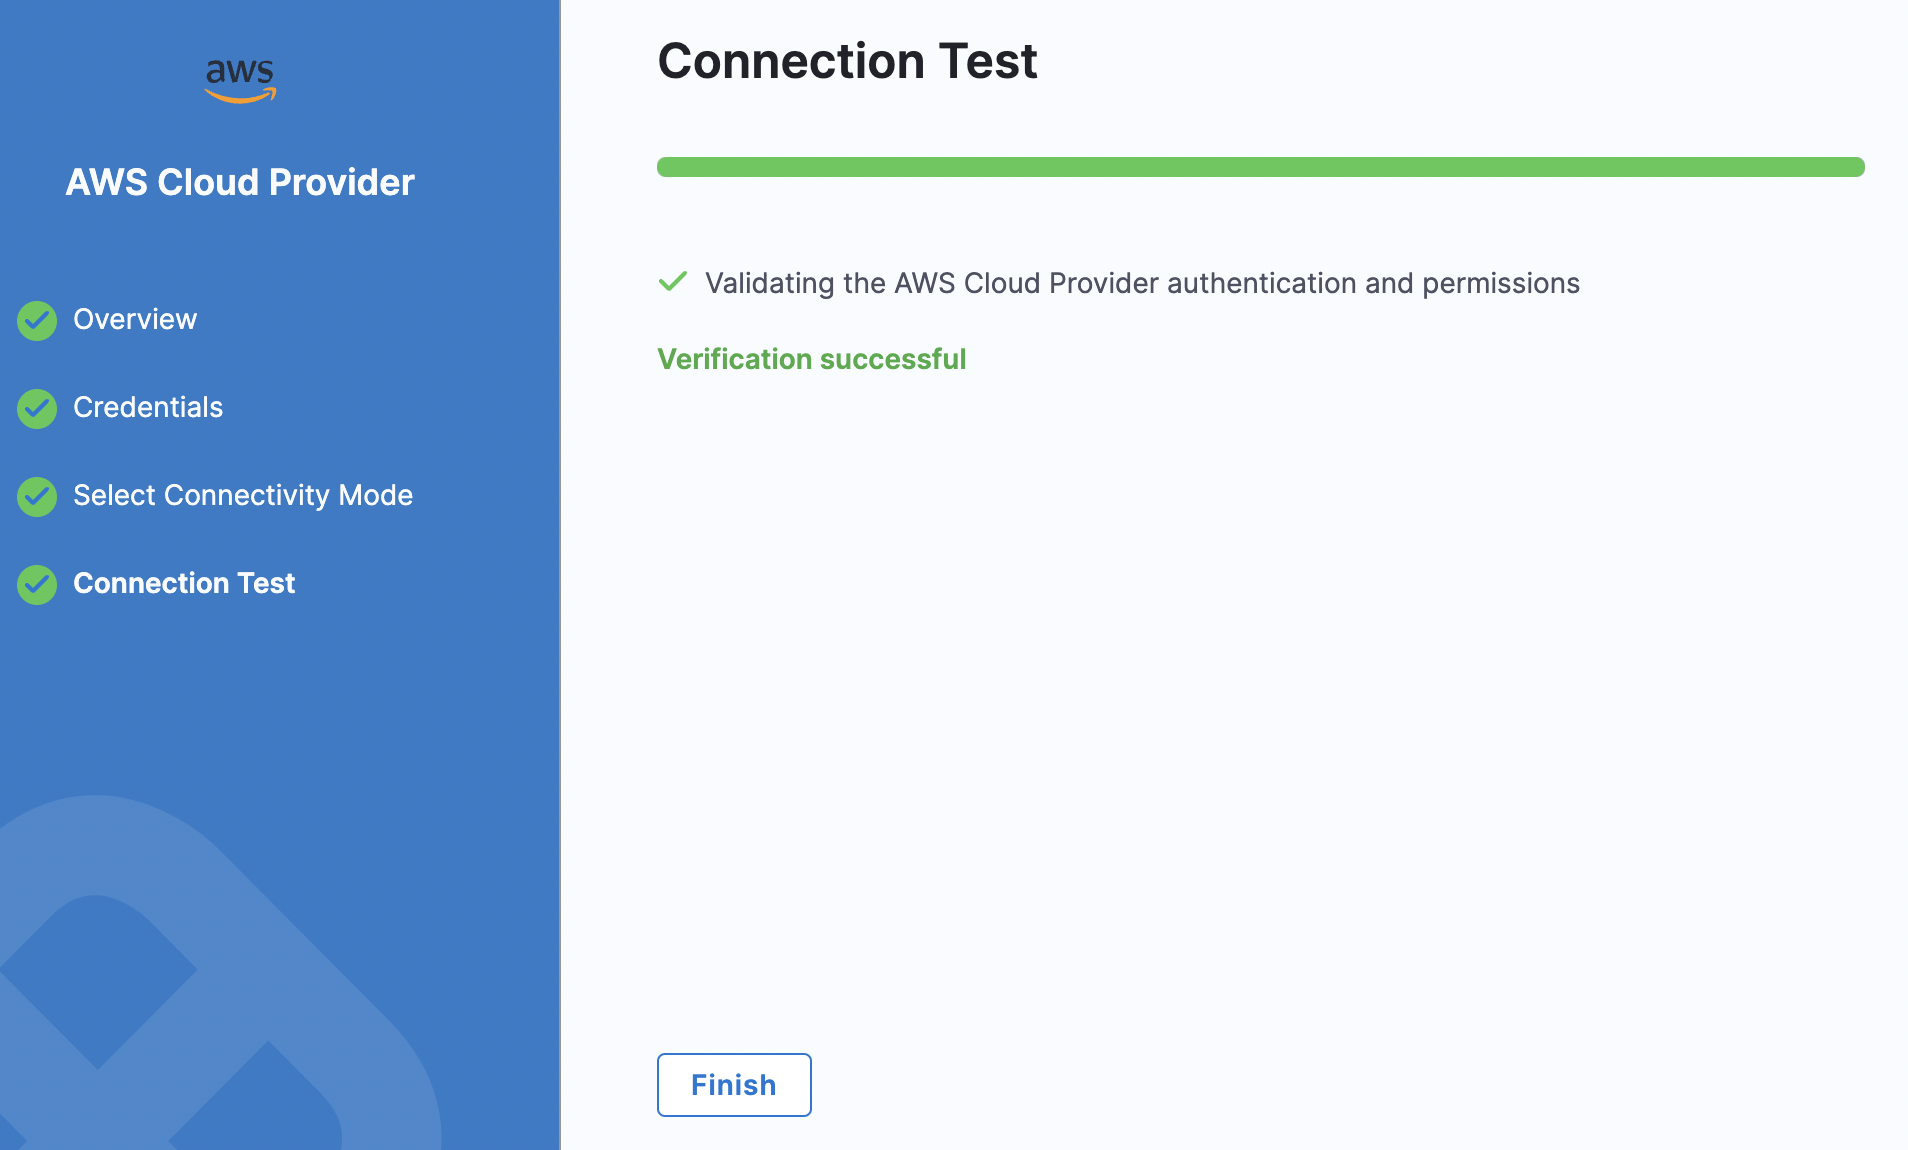 aws
AWS Cloud Provider
Overview
Credentials
Select Connectivity Mode
Connection Test
Connection Test
Validating the AWS Cloud Provider authentication and permissions
Verification successful
Finish